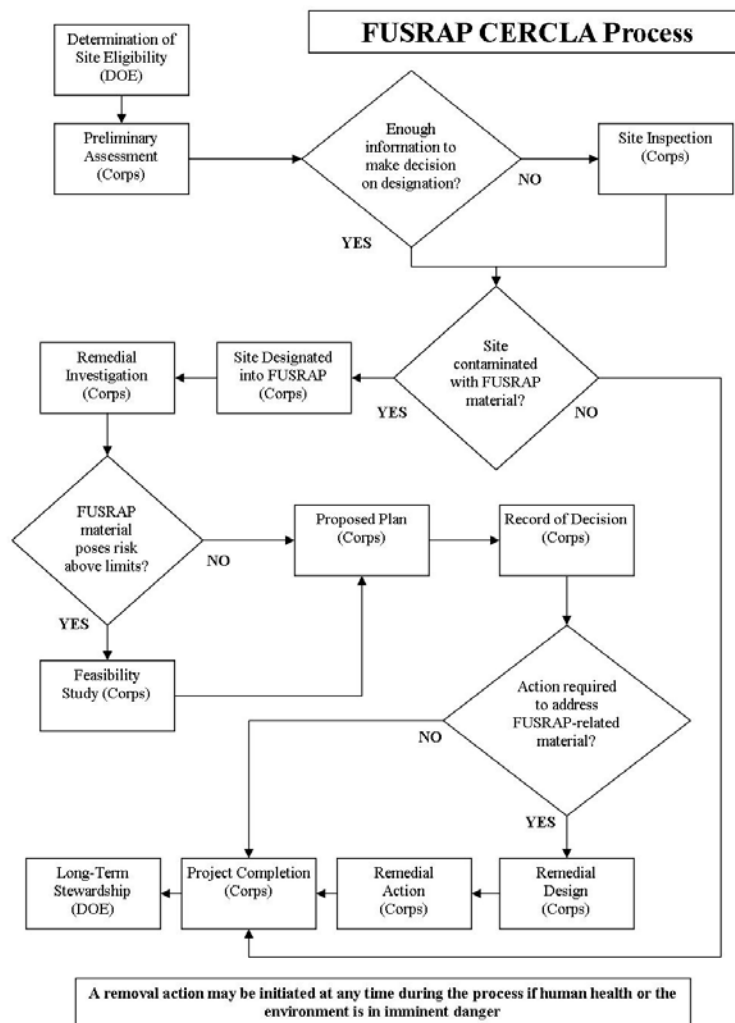 FUSRAP CERCLA Process
Determination of
Site Eligibility
(DOE)
Preliminary
Assessment
(Corps)
Enough
information to
make decision
on designation?
NO
Site Inspection
(Corps)
YES
Site
contaminated
with FUSRAP
material?
YES
NO
Site Designated
into FUSRAP
(Corps)
Remedial
Investigation
(Corps)
FUSRAP
material
poses risk
above limits?
NO
YES
Proposed Plan
(Corps)
Record of Decision
(Corps)
Feasibility
Study (Corps)
Action required
to address
FUSRAP-related
material?
NO
YES
Long-Term
Stewardship
(DOE)
Project Completion
(Corps)
Remedial
Action
(Corps)
Remedial
Design
(Corps)
A removal action may be initiated at any time during the process if human health or the
environment is in imminent danger